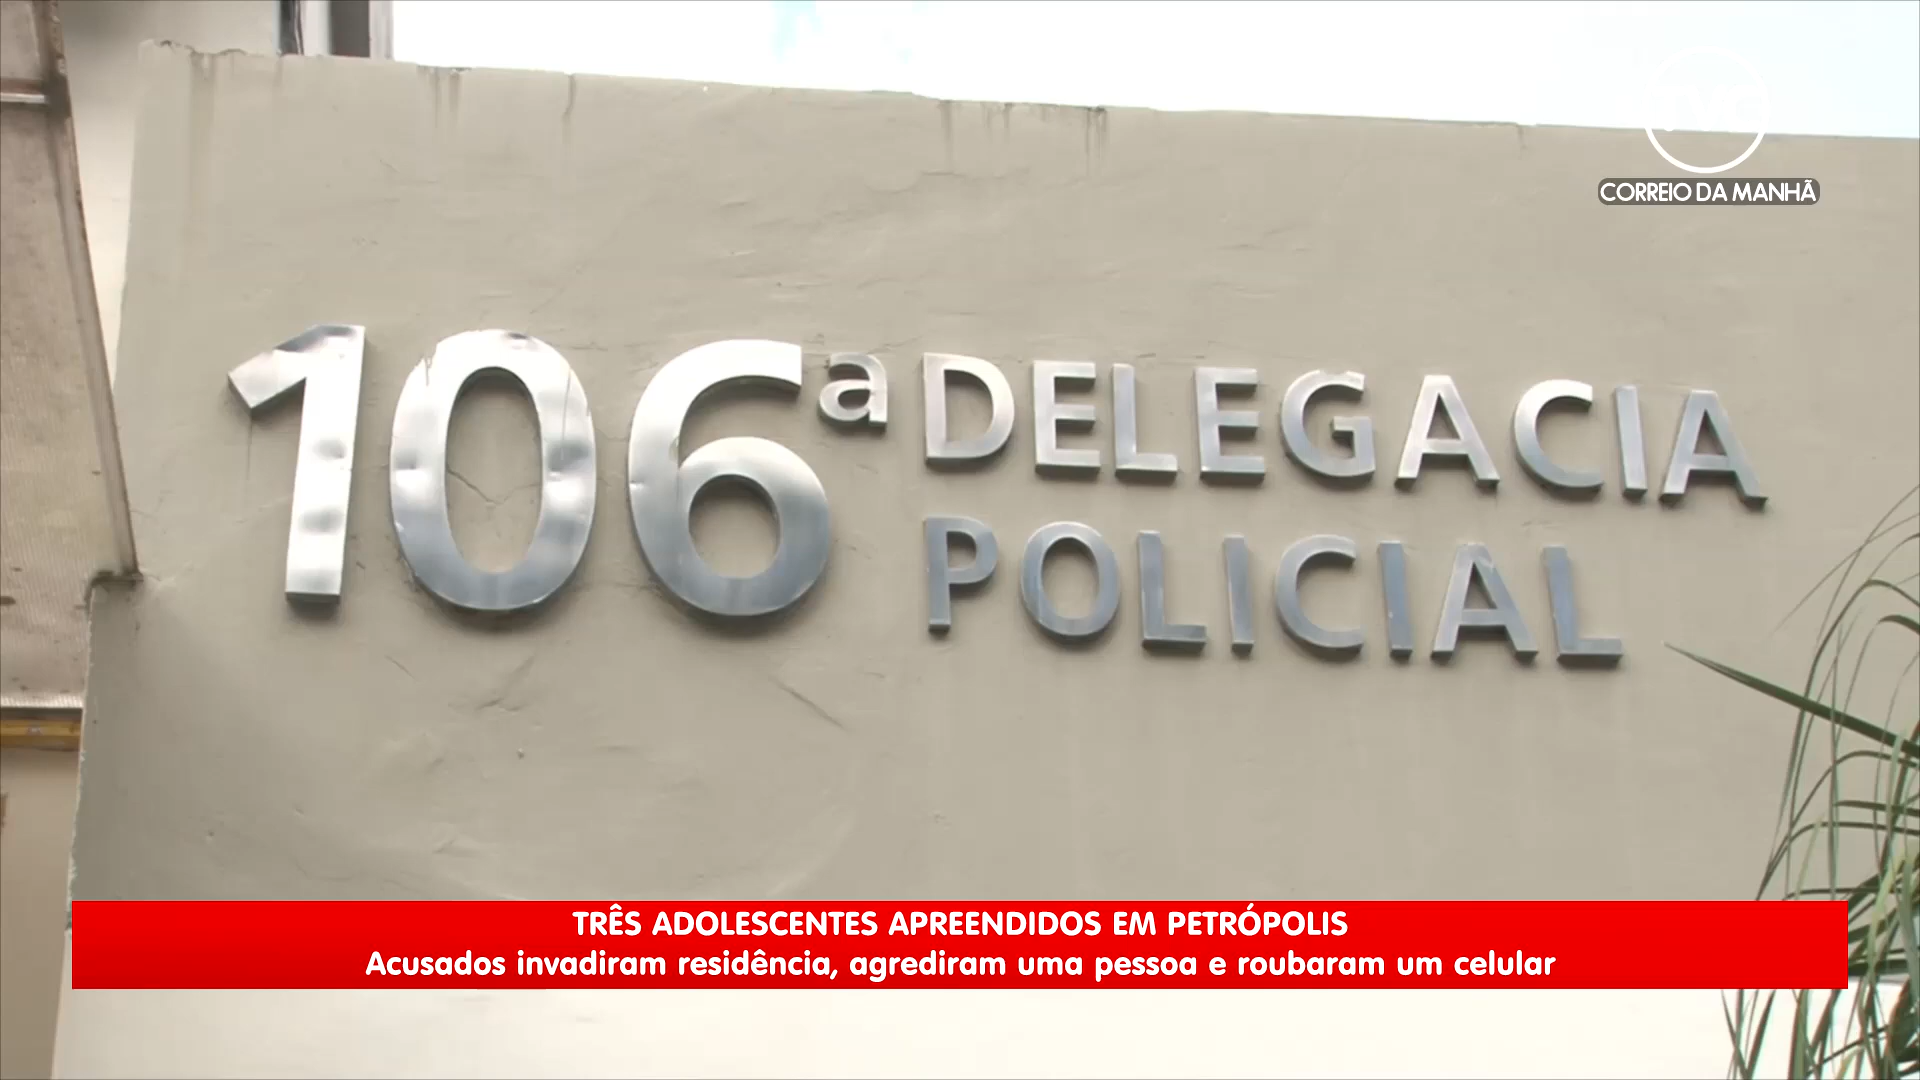 TVC
CORREIO DA MANHÃ
106ª DELEGACIA
POLICIAL
TRÊS ADOLESCENTES APREENDIDOS EM PETRÓPOLIS
Acusados invadiram residência, agrediram uma pessoa e roubaram um celular